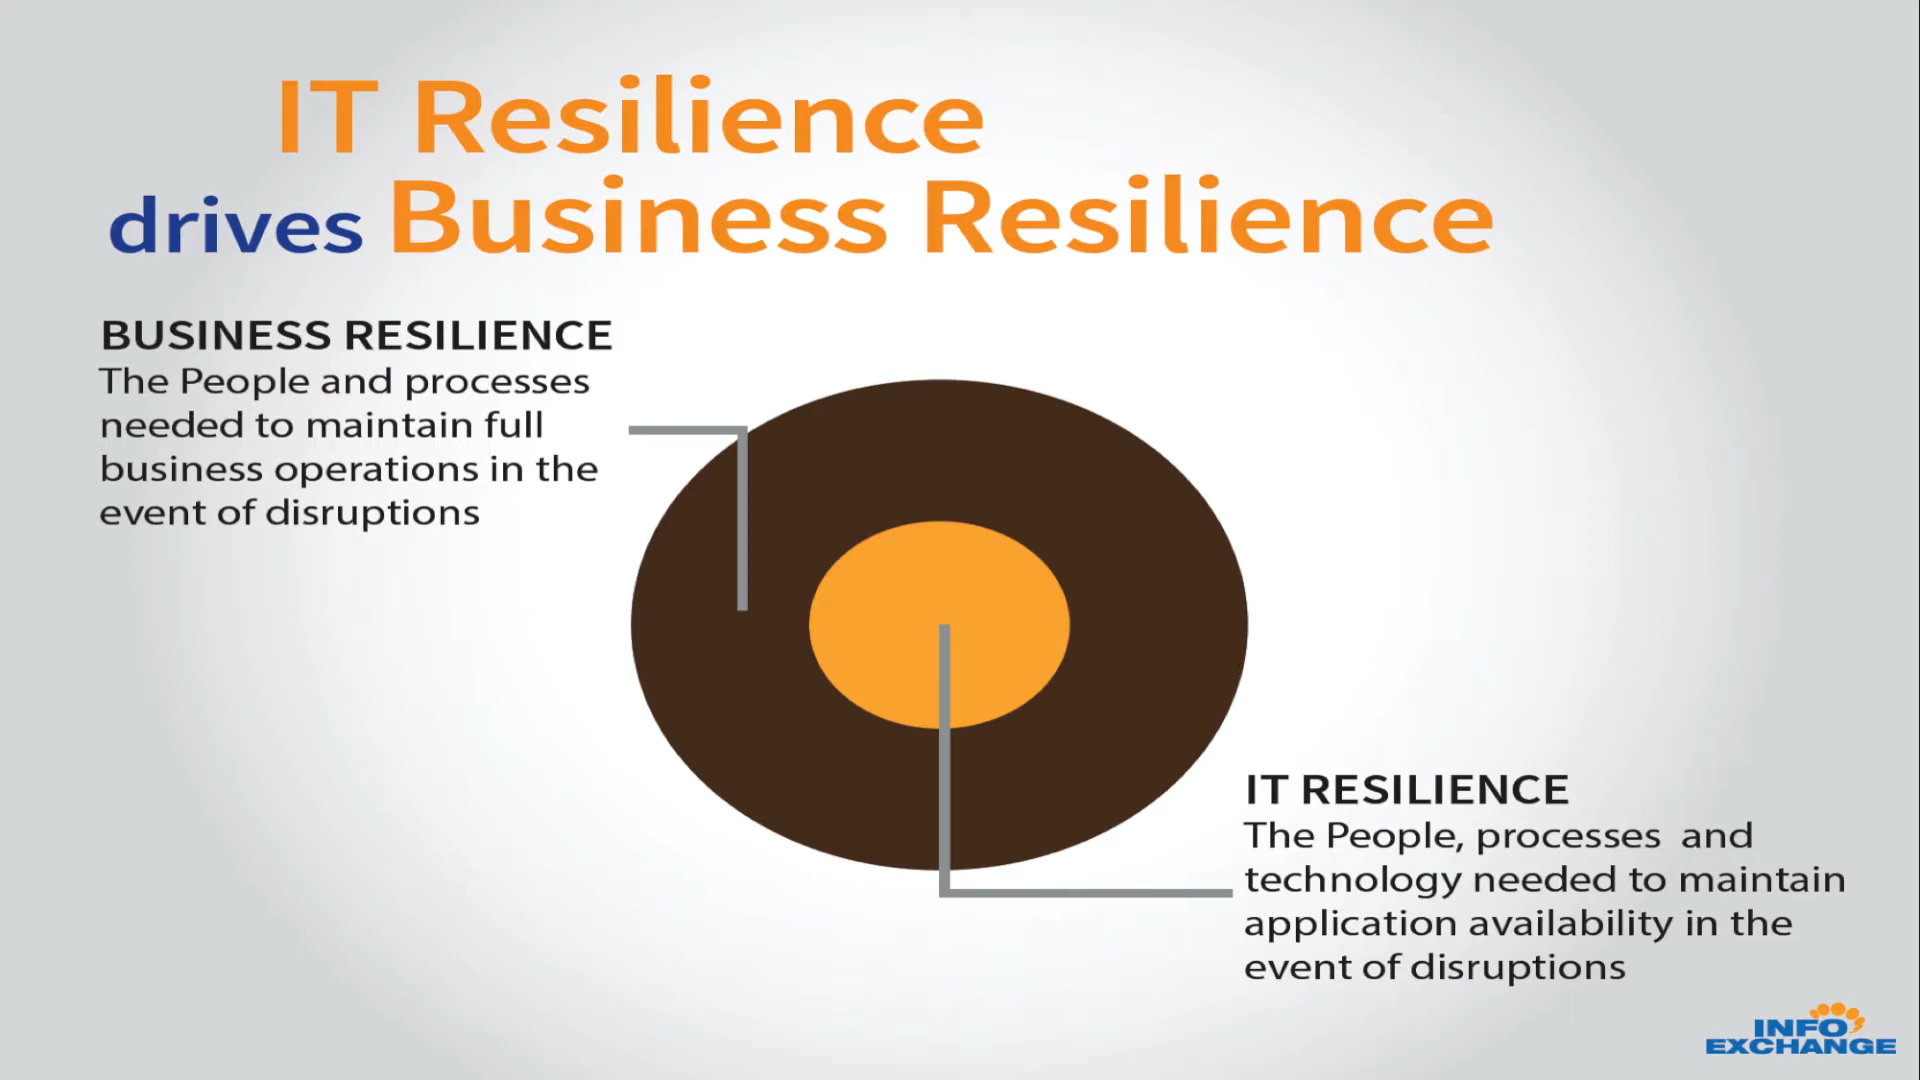 IT Resilience
drives Business Resilience
BUSINESS RESILIENCE
The People and processes
needed to maintain full
business operations in the
event of disruptions
IT RESILIENCE
The People, processes and
technology needed to maintain
application availability in the
event of disruptions
INFO
EXCHANGE